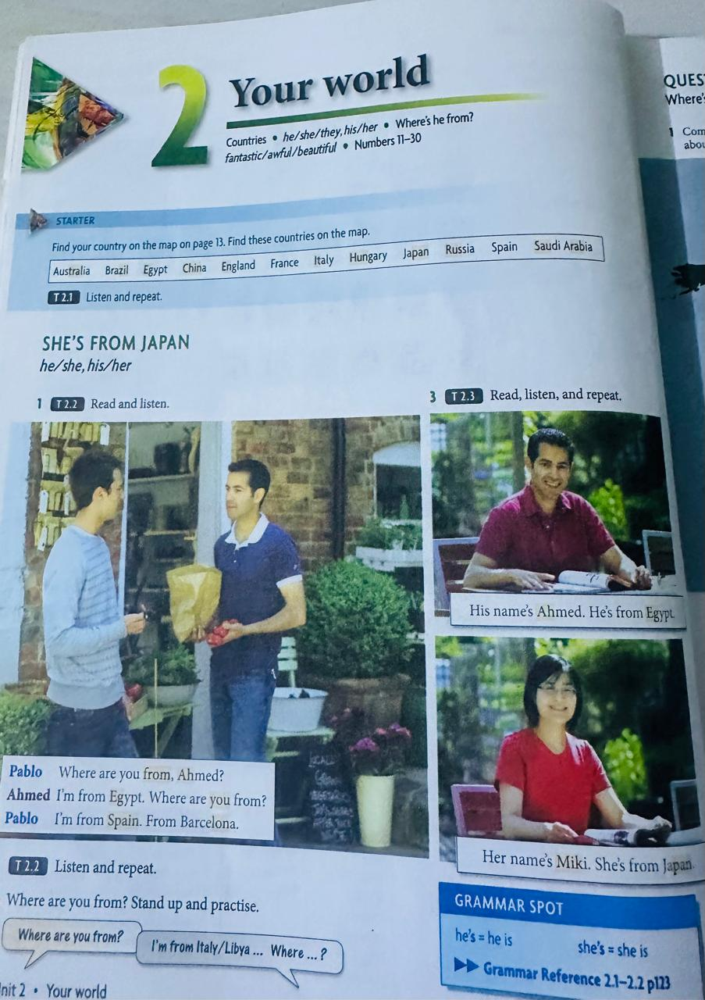 2 Your world
Countries • he/she/they, his/her • Where's he from?
fantastic/awful/beautiful • Numbers 11–30
STARTER
Find your country on the map on page 13. Find these countries on the map.
Australia Brazil Egypt China England France Italy Hungary Japan Russia Spain Saudi Arabia
T 2.1 Listen and repeat.
SHE'S FROM JAPAN
he/she, his/her
1 T 2.2 Read and listen.
Pablo Where are you from, Ahmed?
Ahmed I'm from Egypt. Where are you from?
Pablo I'm from Spain. From Barcelona.
T 2.2 Listen and repeat.
Where are you from? Stand up and practise.
Where are you from?
I'm from Italy/Libya ... Where ... ?
3 T 2.3 Read, listen, and repeat.
His name's Ahmed. He's from Egypt.
Her name's Miki. She's from Japan.
GRAMMAR SPOT
he's = he is she's = she is
▶▶ Grammar Reference 2.1–2.2 p123
nit 2 • Your world
QUES
Where's
1 Com
abou